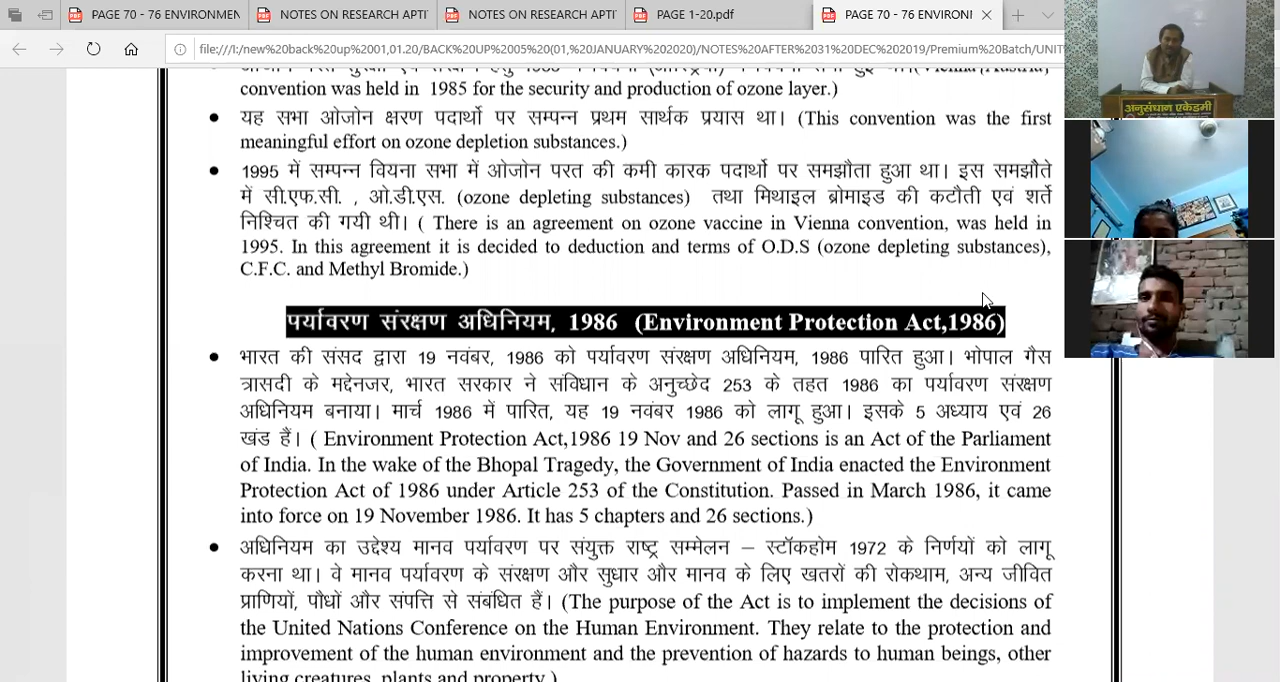 PAGE 70 - 76 ENVIRONMEN
NOTES ON RESEARCH APTI
NOTES ON RESEARCH APTI
PAGE 1-20.pdf
PAGE 70 - 76 ENVIRONI
file:///I:/new%20back%20up%2001,01.20/BACK%20UP%2005%20(01,%20JANUARY%202020)/NOTES%20AFTER%2031%20DEC%202019/Premium%20Batch/UNIT
अनुसंधान एकेडमी
convention was held in 1985 for the security and production of ozone layer.)
• यह सभा ओजोन क्षरण पदार्थो पर सम्पन्न प्रथम सार्थक प्रयास था। (This convention was the first
meaningful effort on ozone depletion substances.)
• 1995 में सम्पन्न वियना सभा में ओजोन परत की कमी कारक पदार्थो पर समझौता हुआ था। इस समझौते
में सी.एफ.सी. , ओ.डी.एस. (ozone depleting substances) तथा मिथाइल ब्रोमाइड की कटौती एवं शर्ते
निश्चित की गयी थी। ( There is an agreement on ozone vaccine in Vienna convention, was held in
1995. In this agreement it is decided to deduction and terms of O.D.S (ozone depleting substances),
C.F.C. and Methyl Bromide.)
पर्यावरण संरक्षण अधिनियम, 1986 (Environment Protection Act,1986)
• भारत की संसद द्वारा 19 नवंबर, 1986 को पर्यावरण संरक्षण अधिनियम, 1986 पारित हुआ। भोपाल गैस
त्रासदी के मद्देनजर, भारत सरकार ने संविधान के अनुच्छेद 253 के तहत 1986 का पर्यावरण संरक्षण
अधिनियम बनाया। मार्च 1986 में पारित, यह 19 नवंबर 1986 को लागू हुआ। इसके 5 अध्याय एवं 26
खंड हैं। ( Environment Protection Act,1986 19 Nov and 26 sections is an Act of the Parliament
of India. In the wake of the Bhopal Tragedy, the Government of India enacted the Environment
Protection Act of 1986 under Article 253 of the Constitution. Passed in March 1986, it came
into force on 19 November 1986. It has 5 chapters and 26 sections.)
• अधिनियम का उद्देश्य मानव पर्यावरण पर संयुक्त राष्ट्र सम्मेलन – स्टॉकहोम 1972 के निर्णयों को लागू
करना था। वे मानव पर्यावरण के संरक्षण और सुधार और मानव के लिए खतरों की रोकथाम, अन्य जीवित
प्राणियों, पौधों और संपत्ति से संबंधित हैं। (The purpose of the Act is to implement the decisions of
the United Nations Conference on the Human Environment. They relate to the protection and
improvement of the human environment and the prevention of hazards to human beings, other
living creatures, plants and property.)